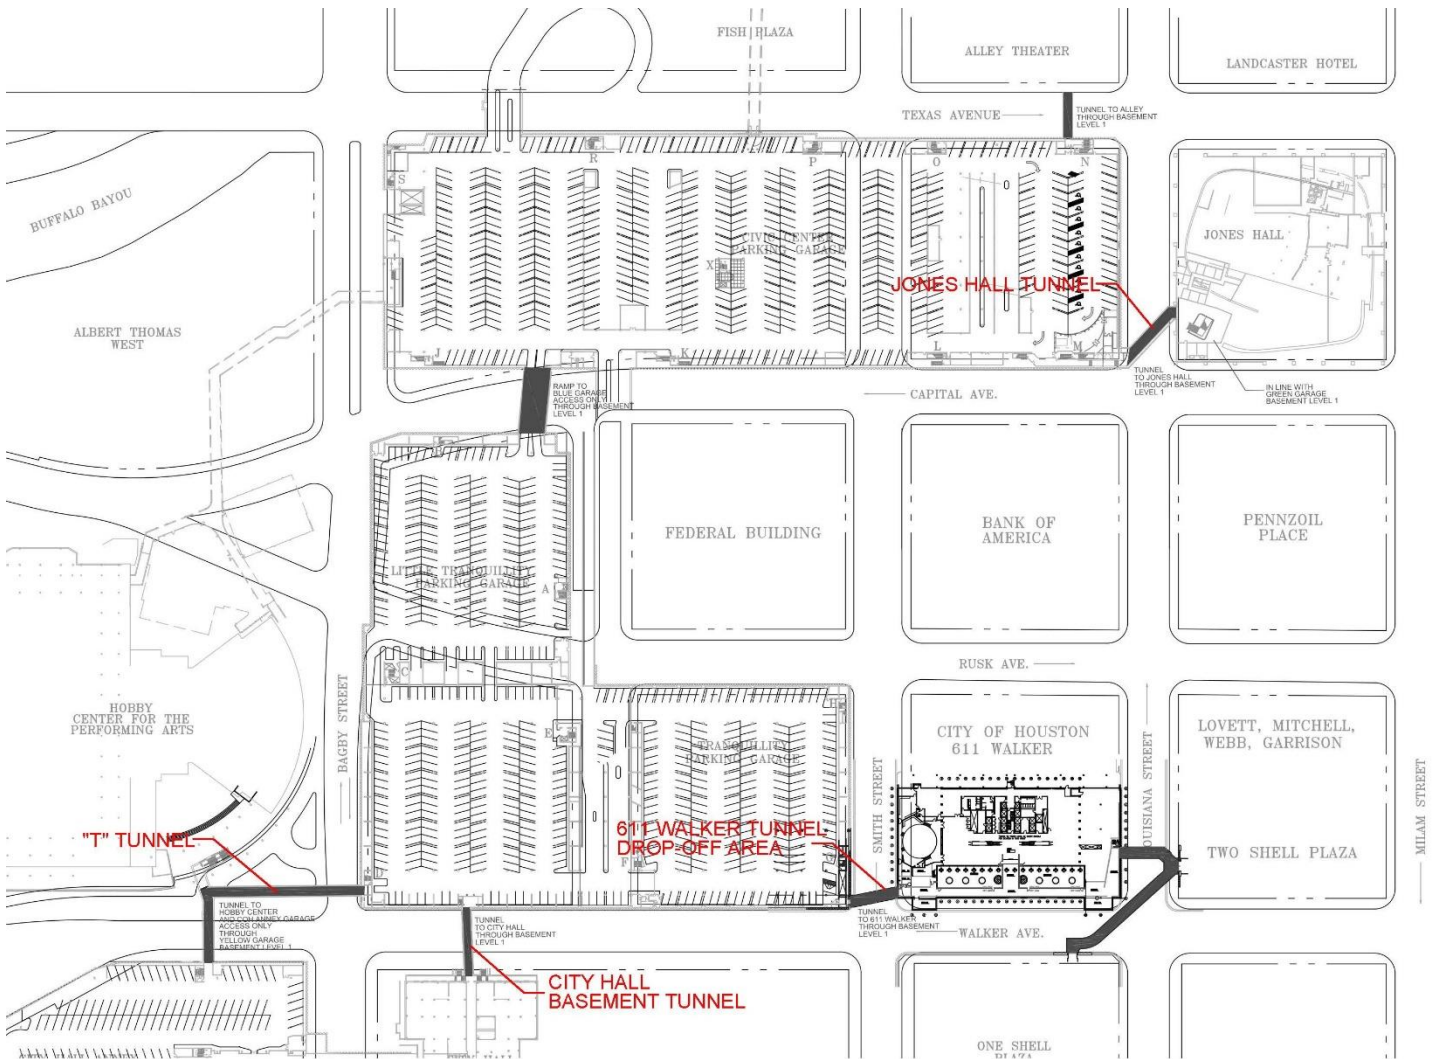 FISH PLAZA
ALLEY THEATER
LANDCASTER HOTEL
TEXAS AVENUE
TUNNEL TO ALLEY
THROUGH BASEMENT
LEVEL 1
R
P
O
N
S
BUFFALO BAYOU
CIVIC CENTER
PARKING GARAGE
X
JONES HALL
JONES HALL TUNNEL
ALBERT THOMAS
WEST
J
K
L
M
TUNNEL
TO JONES HALL
THROUGH BASEMENT
LEVEL 1
IN LINE WITH
GREEN GARAGE
BASEMENT LEVEL 1
RAMP TO
BLUE GARAGE
ACCESS ONLY
THROUGH BASEMENT
LEVEL 1
CAPITAL AVE.
B
FEDERAL BUILDING
BANK OF
AMERICA
PENNZOIL
PLACE
LITTLE TRANQUILLITY
PARKING GARAGE
A
RUSK AVE.
C
HOBBY
CENTER FOR THE
PERFORMING ARTS
BAGBY STREET
E
TRANQUILLITY
PARKING GARAGE
CITY OF HOUSTON
611 WALKER
LOVETT, MITCHELL,
WEBB, GARRISON
SMITH STREET
LOUISIANA STREET
MILAM STREET
"T" TUNNEL
611 WALKER TUNNEL
DROP-OFF AREA
F
TWO SHELL PLAZA
TUNNEL TO
HOBBY CENTER
AND COH ANNEX GARAGE
ACCESS ONLY
THROUGH
YELLOW GARAGE
BASEMENT LEVEL 1
TUNNEL
TO CITY HALL
THROUGH BASEMENT
LEVEL 1
TUNNEL
TO 611 WALKER
THROUGH BASEMENT
LEVEL 1
WALKER AVE.
CITY HALL
BASEMENT TUNNEL
ONE SHELL
PLAZA